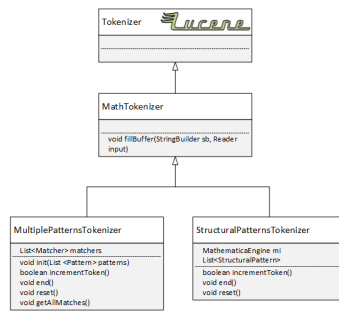 Tokenizer
Lucene
MathTokenizer
void fillBuffer(StringBuilder sb, Reader
input)
MultiplePatternsTokenizer
List<Matcher> matchers
void init(List <Pattern> patterns)
boolean incrementToken()
void end()
void reset()
void getAllMatches()
StructuralPatternsTokenizer
MathematicaEngine mi
List<StructuralPattern>
boolean incrementToken()
void end()
void reset()